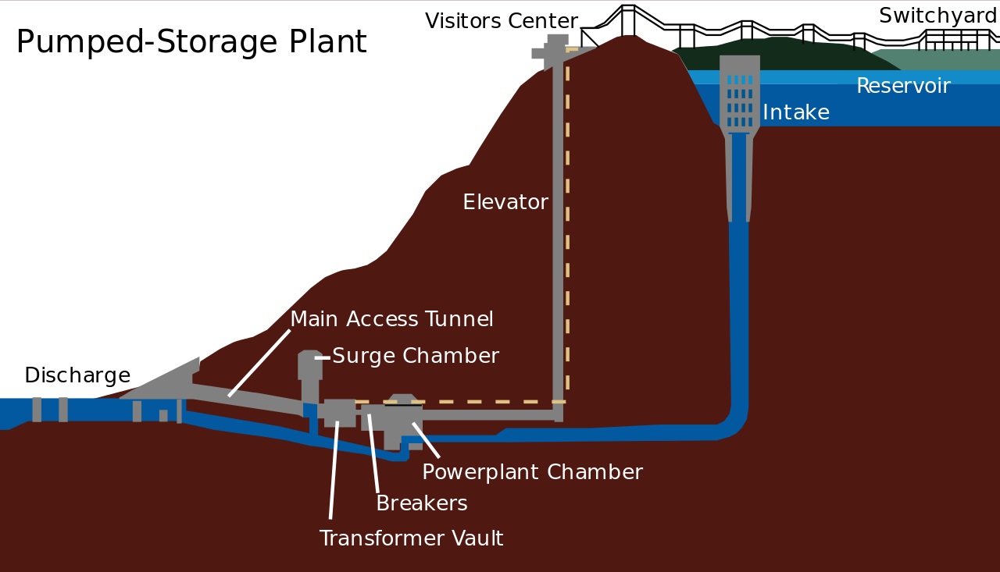 Visitors Center
Switchyard
Pumped-Storage Plant
Reservoir
Intake
Elevator
Main Access Tunnel
Surge Chamber
Discharge
Powerplant Chamber
Breakers
Transformer Vault